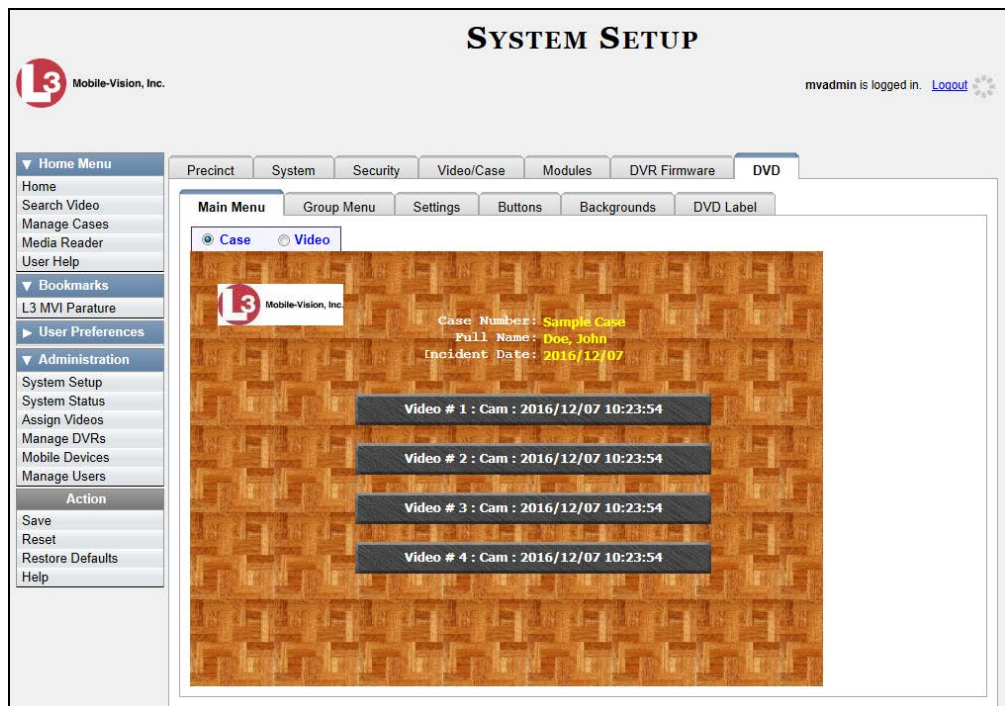 SYSTEM SETUP
L3 Mobile-Vision, Inc.
mvadmin is logged in. Logout
▼ Home Menu
Home
Search Video
Manage Cases
Media Reader
User Help
▼ Bookmarks
L3 MVI Parature
▶ User Preferences
▼ Administration
System Setup
System Status
Assign Videos
Manage DVRs
Mobile Devices
Manage Users
Action
Save
Reset
Restore Defaults
Help
Precinct System Security Video/Case Modules DVR Firmware DVD
Main Menu Group Menu Settings Buttons Backgrounds DVD Label
Case Video
L3 Mobile-Vision, Inc.
Case Number: Sample Case
Full Name: Doe, John
Incident Date: 2016/12/07
Video # 1 : Cam : 2016/12/07 10:23:54
Video # 2 : Cam : 2016/12/07 10:23:54
Video # 3 : Cam : 2016/12/07 10:23:54
Video # 4 : Cam : 2016/12/07 10:23:54